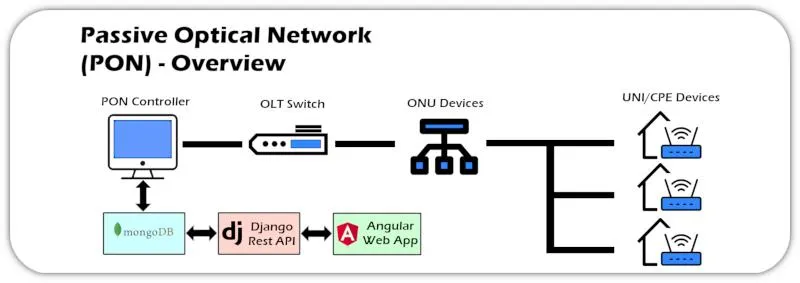 Passive Optical Network
(PON) - Overview
PON Controller
OLT Switch
ONU Devices
UNI/CPE Devices
mongoDB
dj
Django
Rest API
A
Angular
Web App